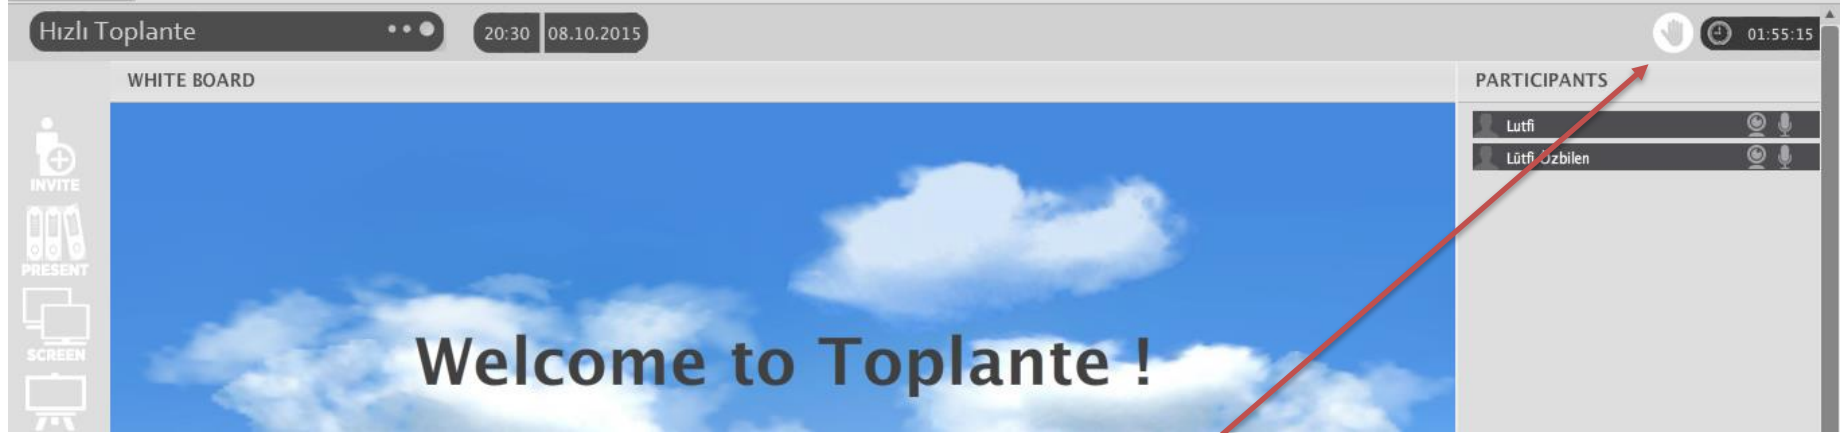 Hızlı Toplante
20:30 08.10.2015
01:55:15
WHITE BOARD
PARTICIPANTS
INVITE
PRESENT
SCREEN
Lutfi
Lütfi Özbilen
Welcome to Toplante !